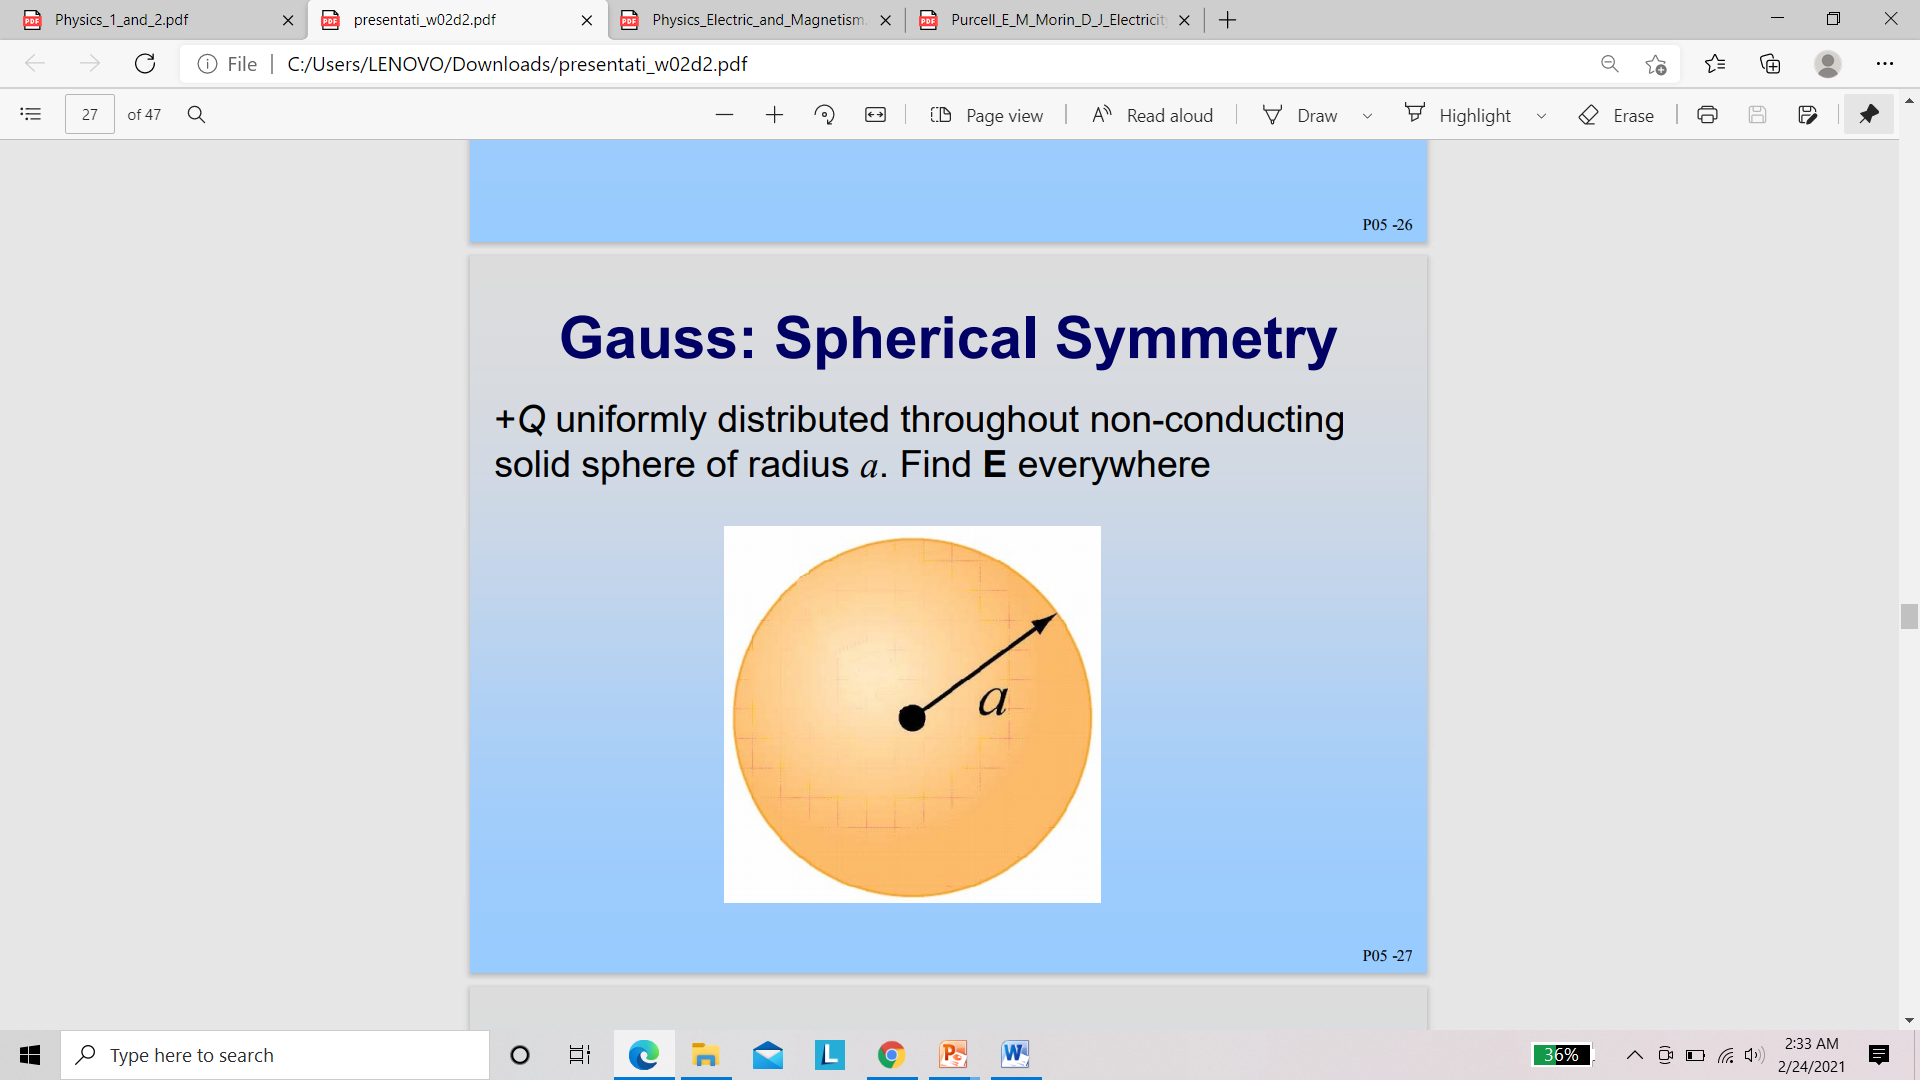 Physics_1_and_2.pdf
presentati_w02d2.pdf
Physics_Electric_and_Magnetism.
Purcell_E_M_Morin_D_J_Electricit
File
C:/Users/LENOVO/Downloads/presentati_w02d2.pdf
27 of 47
Page view
Read aloud
Draw
Highlight
Erase
P05 -26
Gauss: Spherical Symmetry
+Q uniformly distributed throughout non-conducting
solid sphere of radius a. Find E everywhere
a
P05 -27
Type here to search
36%
2:33 AM
2/24/2021